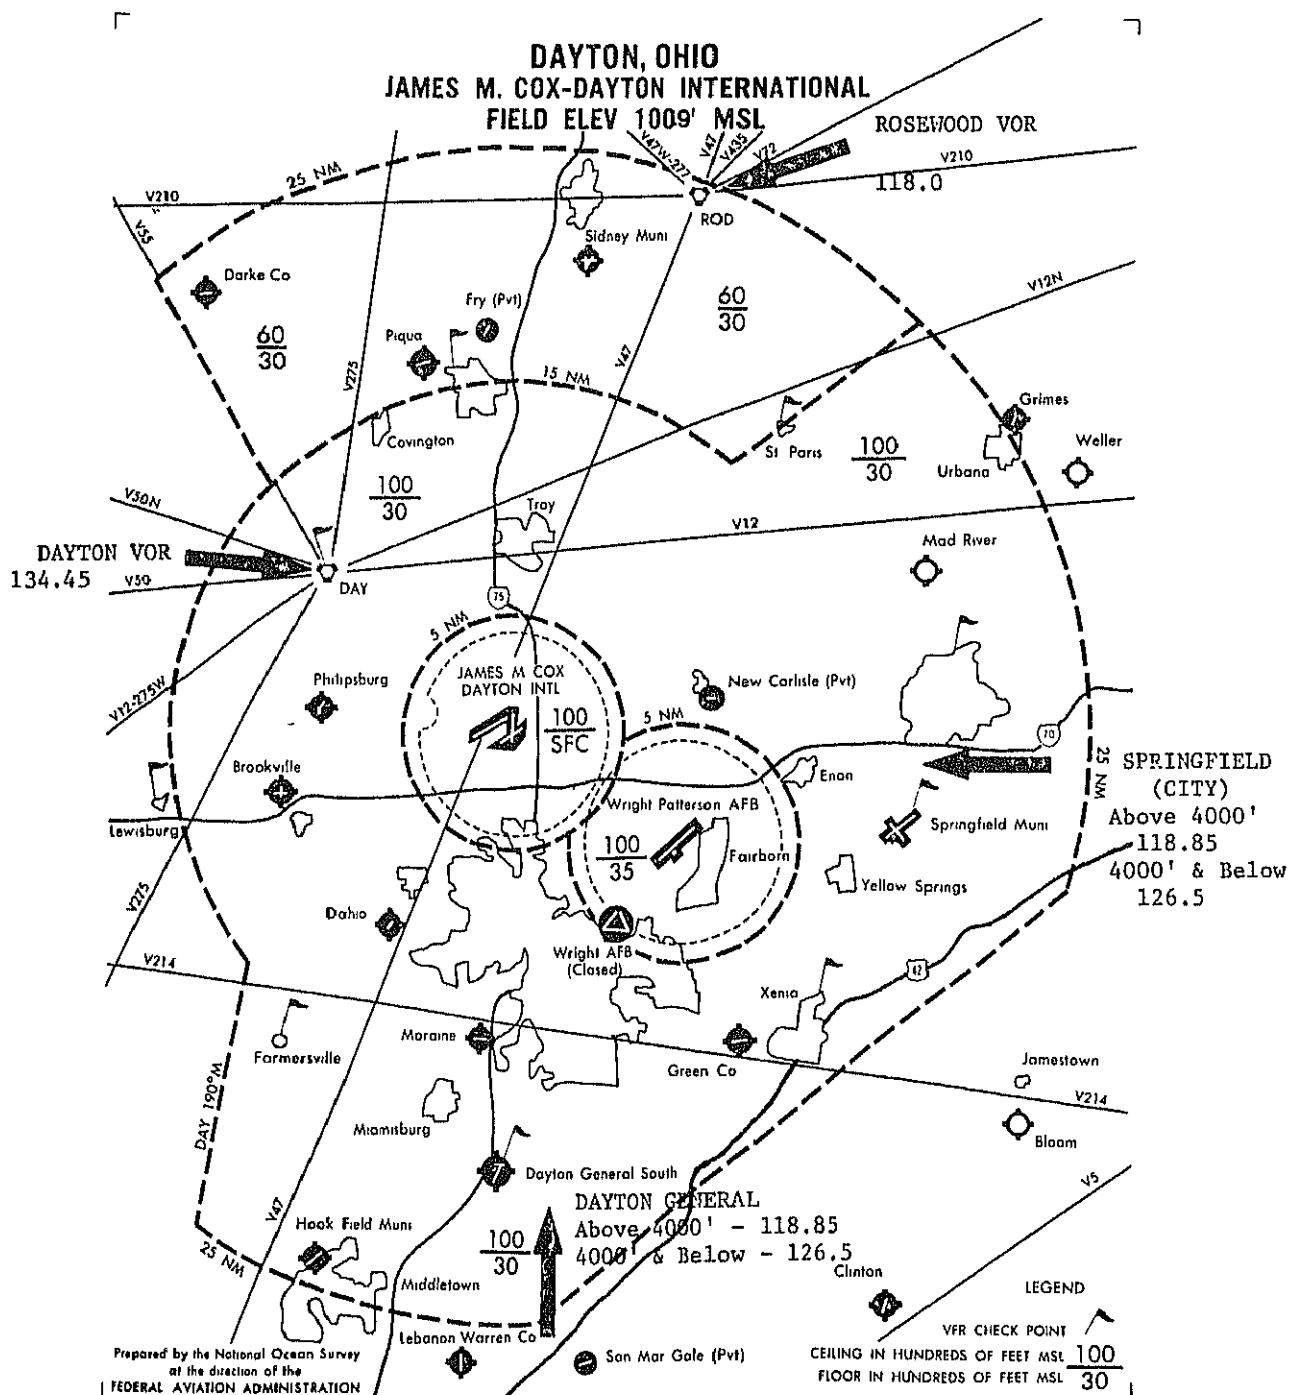 DAYTON, OHIO
JAMES M. COX-DAYTON INTERNATIONAL
FIELD ELEV 1009' MSL
ROSEWOOD VOR
118.0
V47W-277
V47
V435
V72
V210
25 NM
V210
V55
ROD
Sidney Muni
Darke Co
Fry (Pvt)
60
30
60
30
V12N
Piqua
V275
V47
15 NM
Covington
St Paris
100
30
Grimes
Urbana
Weller
100
30
V50N
Troy
V12
Mad River
DAYTON VOR
134.45
V50
DAY
75
5 NM
JAMES M COX
DAYTON INTL
100
SFC
Philipsburg
New Carlisle (Pvt)
5 NM
V12-275W
70
Brookville
Enon
25 NM
SPRINGFIELD
(CITY)
Above 4000'
118.85
4000' & Below
126.5
Lewisburg
Wright Patterson AFB
100
35
Fairborn
Springfield Muni
Yellow Springs
V275
Dahio
Wright AFB
(Closed)
V214
42
Xenia
Farmersville
Moraine
Green Co
Jamestown
V214
DAY 190°M
Miamisburg
Bloom
V47
Dayton General South
V5
DAYTON GENERAL
Above 4000' - 118.85
4000' & Below - 126.5
Hook Field Muni
100
30
25 NM
Middletown
Clinton
LEGEND
Lebanon Warren Co
San Mar Gale (Pvt)
VFR CHECK POINT
CEILING IN HUNDREDS OF FEET MSL 100
FLOOR IN HUNDREDS OF FEET MSL 30
Prepared by the National Ocean Survey
at the direction of the
FEDERAL AVIATION ADMINISTRATION